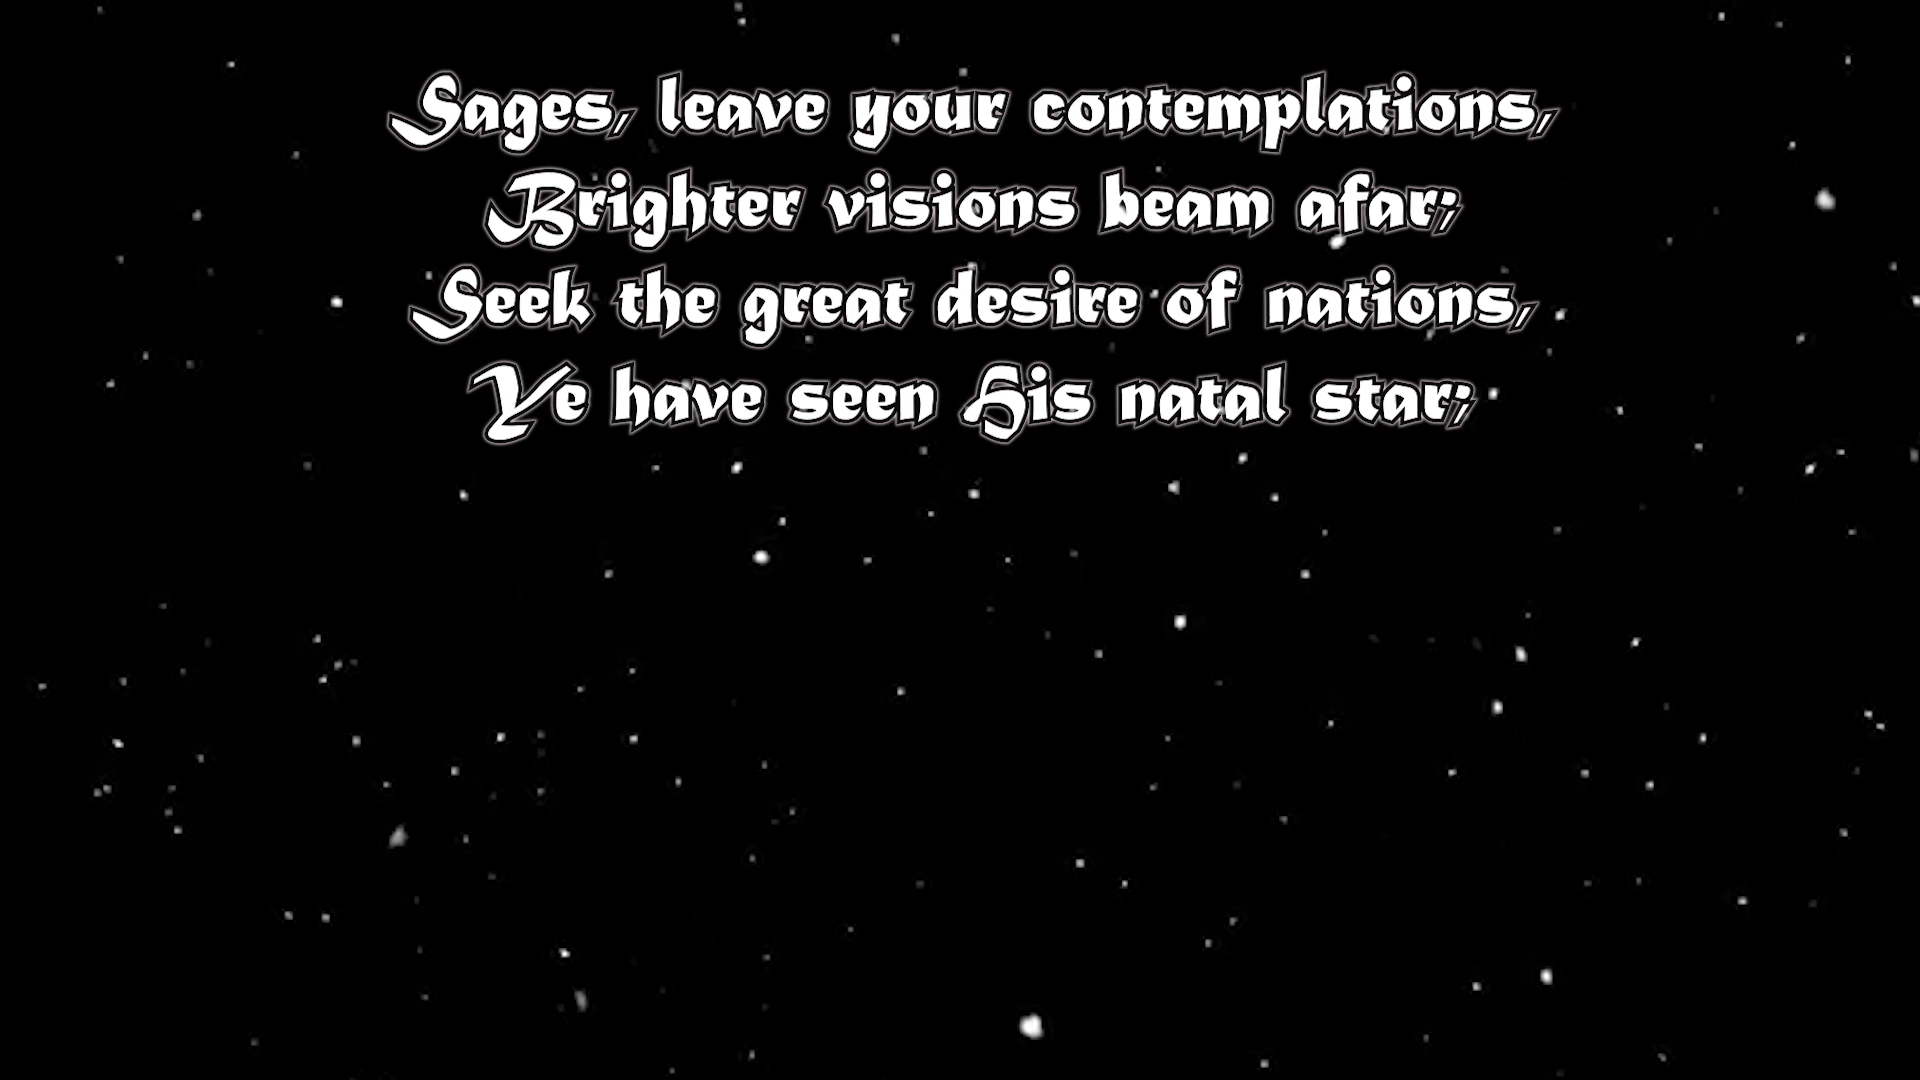 Sages, leave your contemplations,
Brighter visions beam afar;
Seek the great desire of nations,
Ye have seen His natal star;